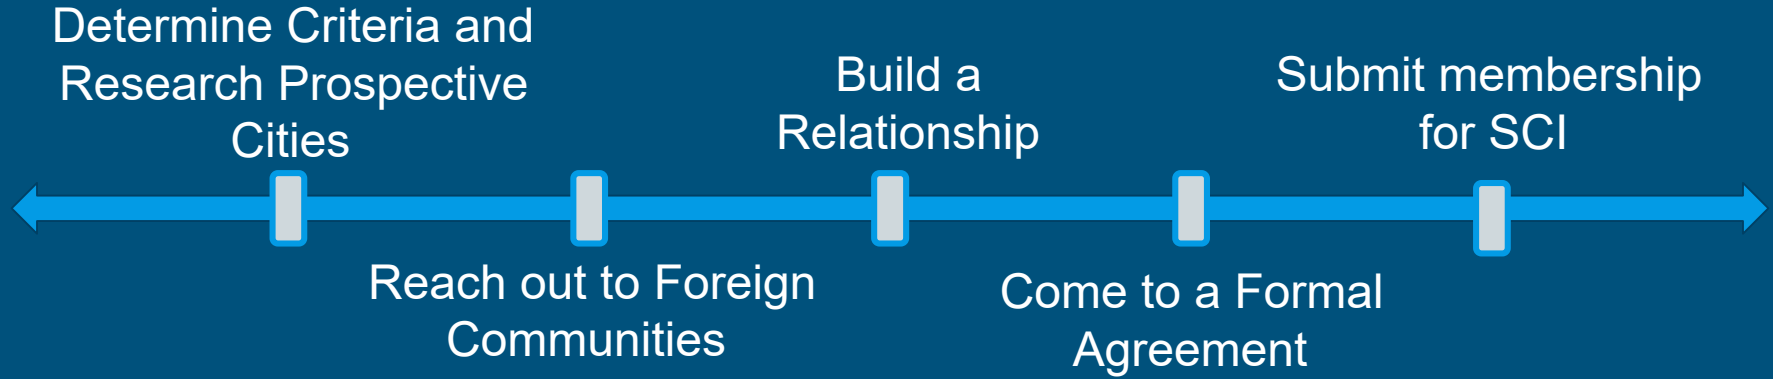 Determine Criteria and
Research Prospective
Cities
Reach out to Foreign
Communities
Build a
Relationship
Come to a Formal
Agreement
Submit membership
for SCI